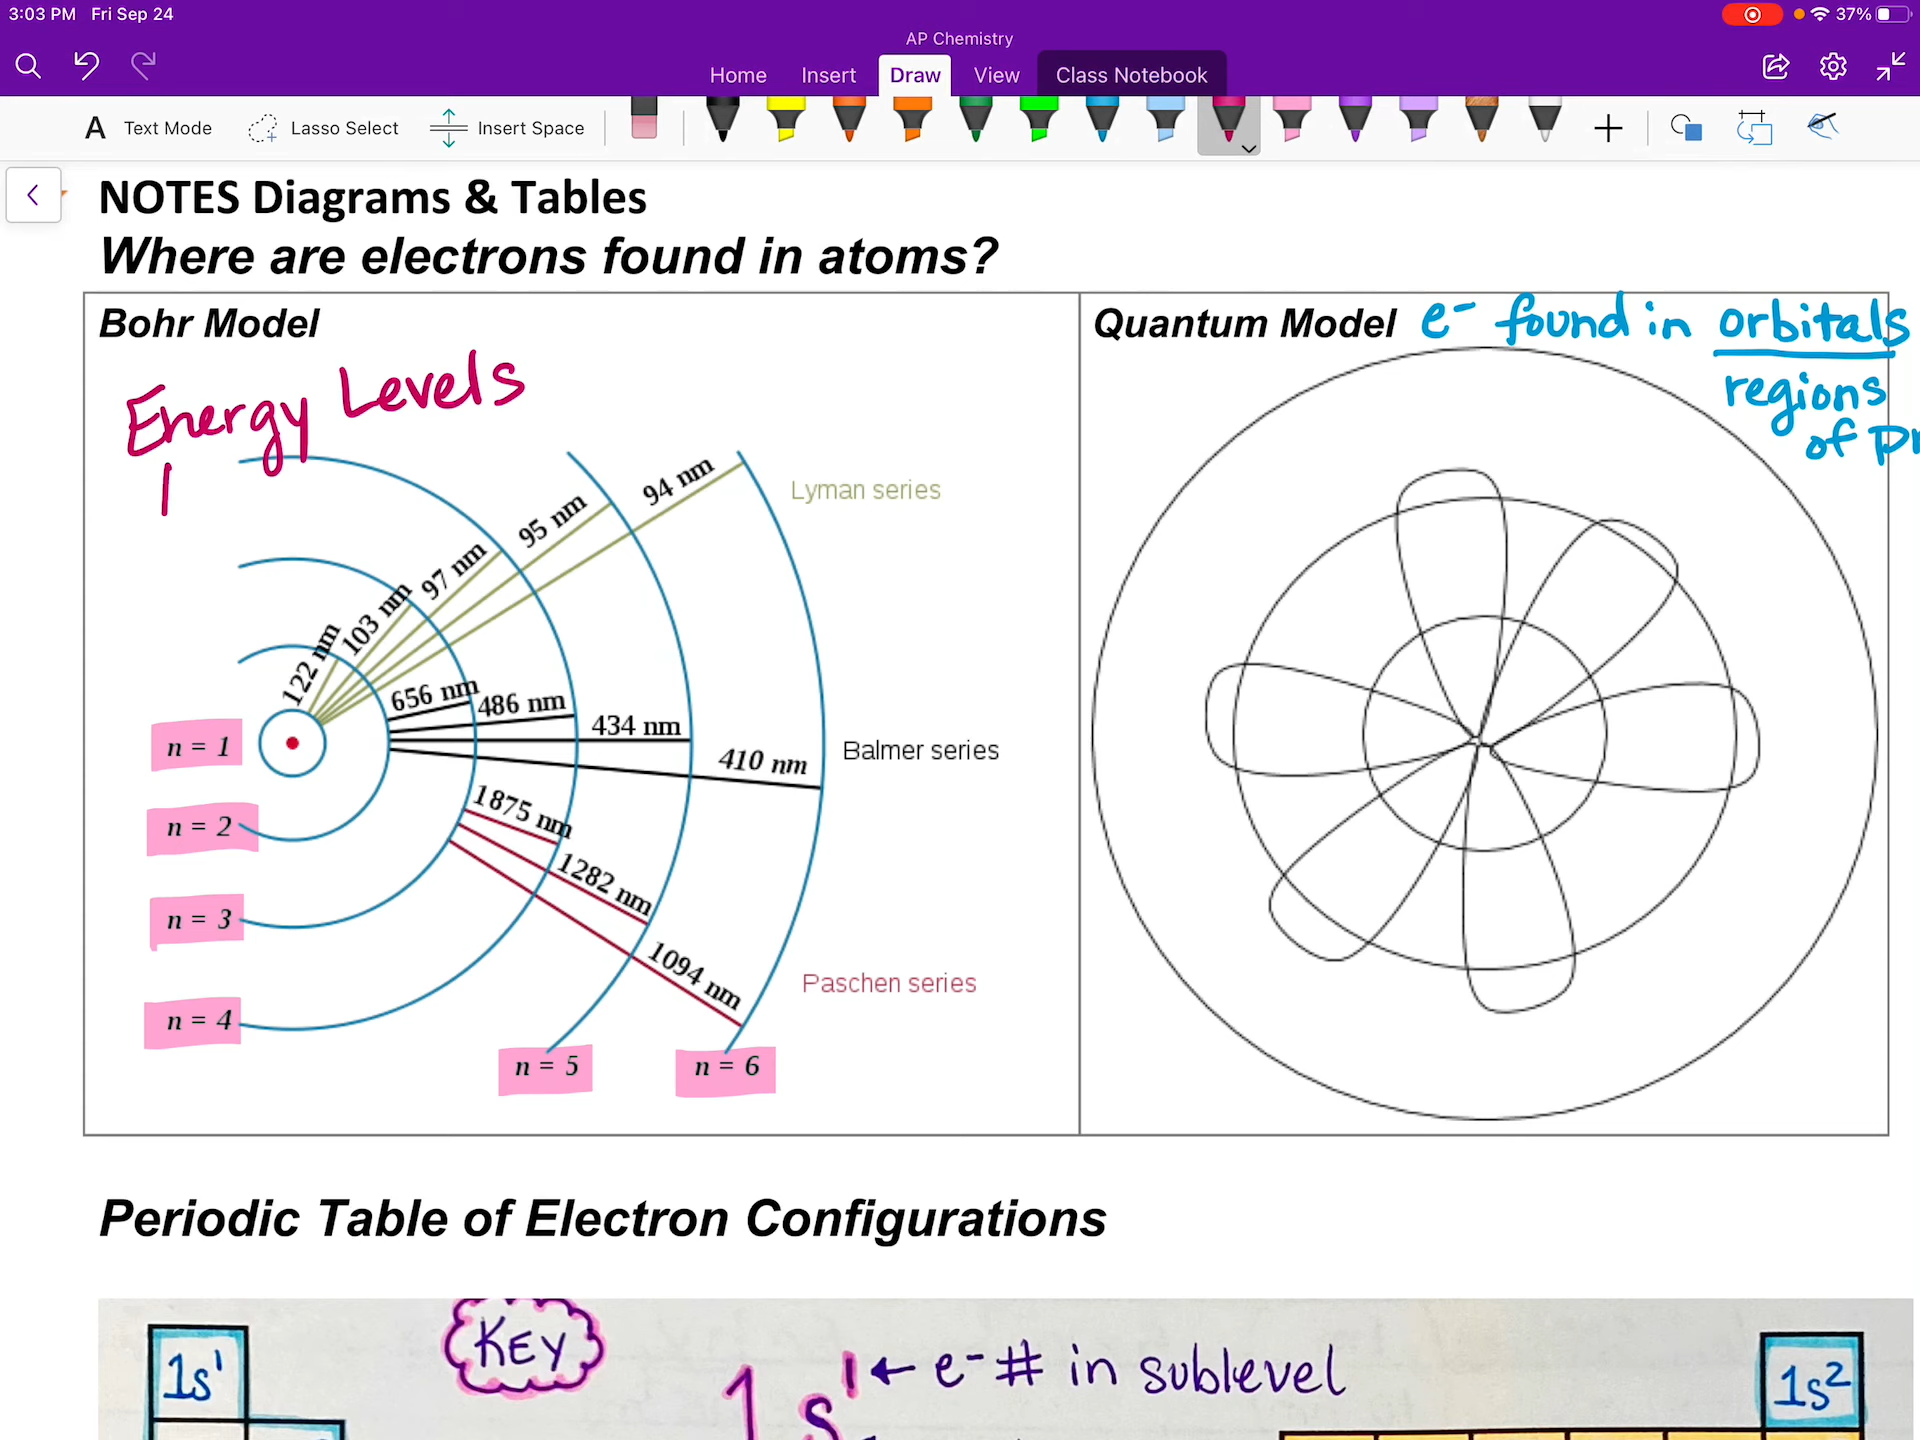 3:03 PM Fri Sep 24
37%
AP Chemistry
Home Insert Draw View Class Notebook
A Text Mode Lasso Select Insert Space
NOTES Diagrams & Tables
Where are electrons found in atoms?
Bohr Model
Energy Levels
1
94 nm
Lyman series
95 nm
97 nm
103 nm
122 nm
656 nm
486 nm
434 nm
410 nm
Balmer series
1875 nm
1282 nm
1094 nm
Paschen series
n = 1
n = 2
n = 3
n = 4
n = 5
n = 6
Quantum Model e- found in orbitals
regions
of
Periodic Table of Electron Configurations
1s¹
KEY
1s¹ ← e- # in sublevel
1s²